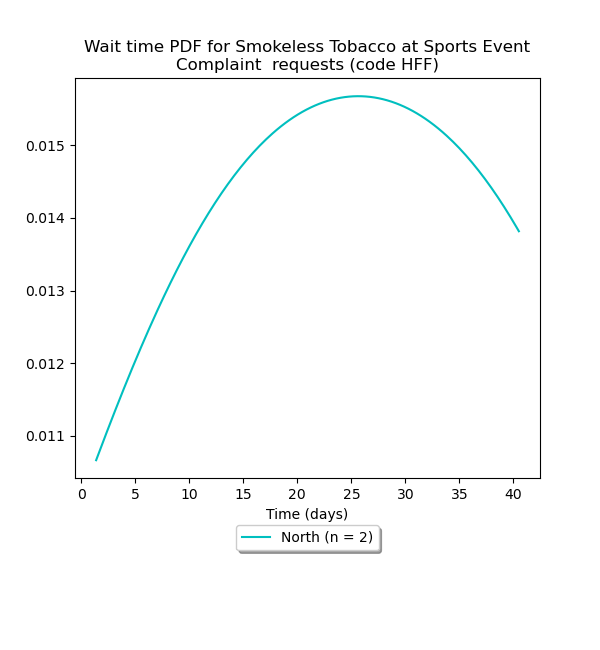 Wait time PDF for Smokeless Tobacco at Sports Event
Complaint  requests (code HFF)
0.015
0.014
0.013
0.012
0.011
0 5 10 15 20 25 30 35 40
Time (days)
North (n = 2)